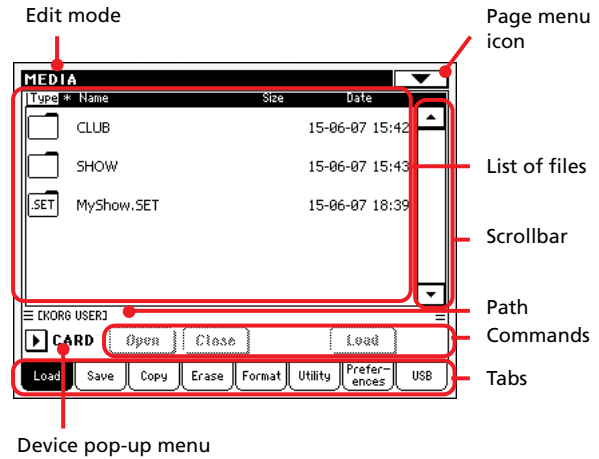 Edit mode
Page menu
icon
MEDIA
Type * Name Size Date
CLUB 15-06-07 15:42
SHOW 15-06-07 15:43
List of files
.SET MyShow.SET 15-06-07 18:39
Scrollbar
[KORG USER]
Path
CARD Open Close Load
Commands
Load Save Copy Erase Format Utility Prefer-
ences USB
Tabs
Device pop-up menu